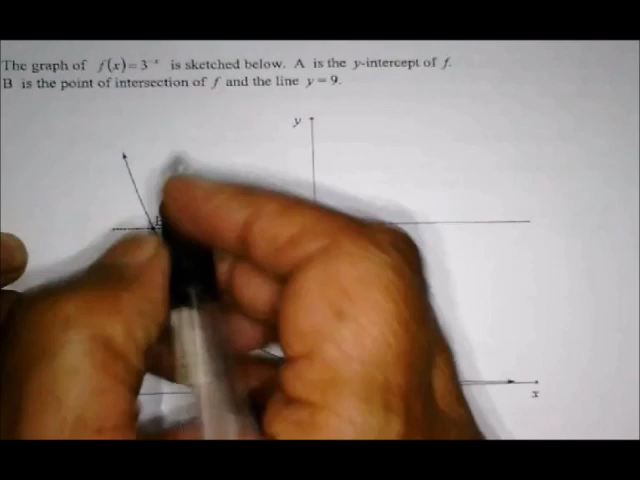 The graph of f(x) = 3⁻ˣ is sketched below. A is the y-intercept of f.
B is the point of intersection of f and the line y = 9.
y
B
x